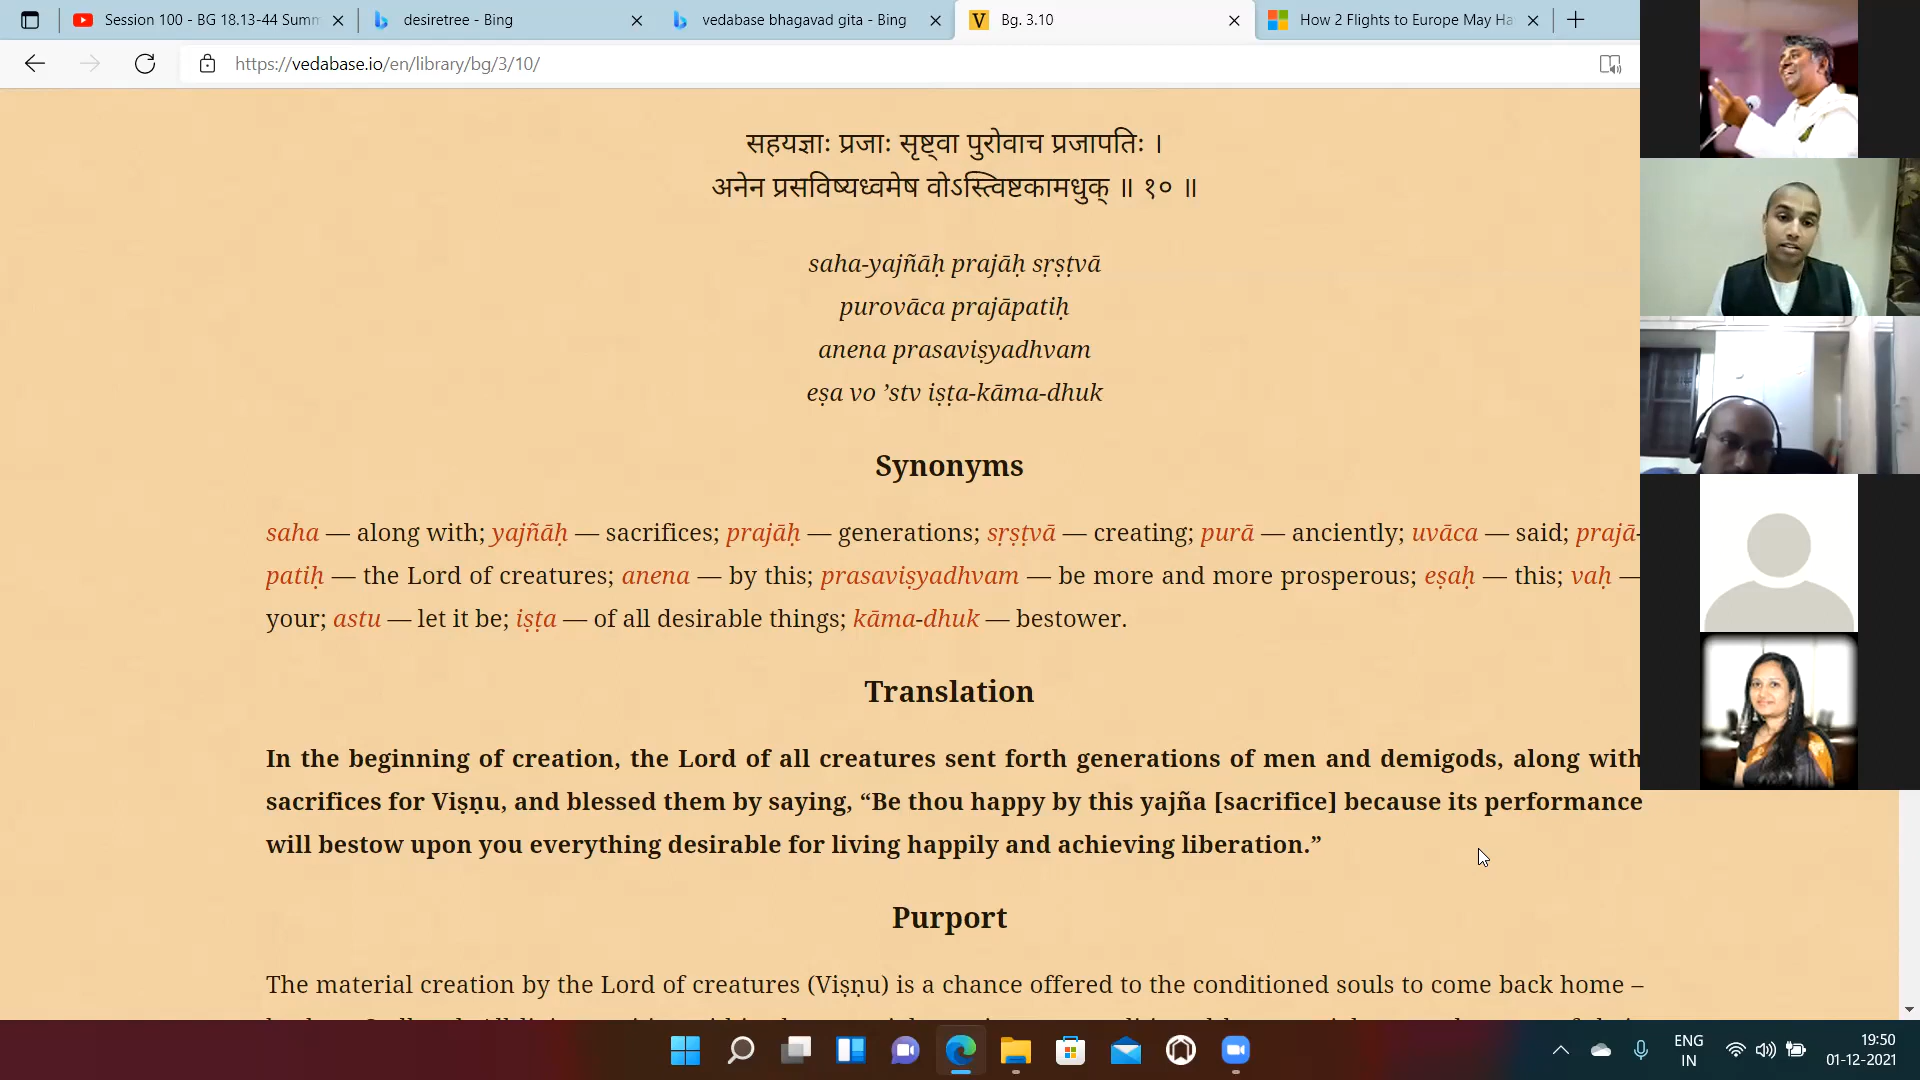 Session 100 - BG 18.13-44 Summ
desiretree - Bing
vedabase bhagavad gita - Bing
V Bg. 3.10
How 2 Flights to Europe May Ha
https://vedabase.io/en/library/bg/3/10/
सहयज्ञाः प्रजाः सृष्ट्वा पुरोवाच प्रजापतिः ।
अनेन प्रसविष्यध्वमेष वोऽस्त्विष्टकामधुक् ॥ १० ॥
saha-yajñāḥ prajāḥ sṛṣṭvā
purovāca prajāpatiḥ
anena prasaviṣyadhvam
eṣa vo ’stv iṣṭa-kāma-dhuk
Synonyms
saha — along with; yajñāḥ — sacrifices; prajāḥ — generations; sṛṣṭvā — creating; purā — anciently; uvāca — said; prajā-
patiḥ — the Lord of creatures; anena — by this; prasaviṣyadhvam — be more and more prosperous; eṣaḥ — this; vaḥ —
your; astu — let it be; iṣṭa — of all desirable things; kāma-dhuk — bestower.
Translation
In the beginning of creation, the Lord of all creatures sent forth generations of men and demigods, along with
sacrifices for Viṣṇu, and blessed them by saying, “Be thou happy by this yajña [sacrifice] because its performance
will bestow upon you everything desirable for living happily and achieving liberation.”
Purport
The material creation by the Lord of creatures (Viṣṇu) is a chance offered to the conditioned souls to come back home –
ENG
IN
19:50
01-12-2021